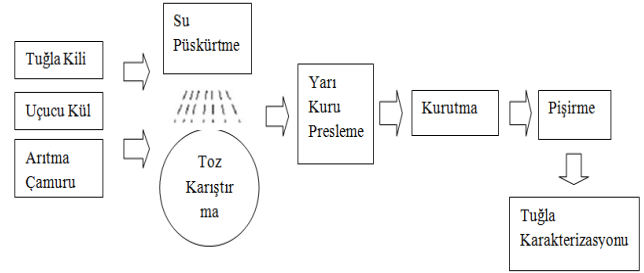 Tuğla Kili
Uçucu Kül
Arıtma
Çamuru
Su
Püskürtme
Toz
Karıştır
ma
Yarı
Kuru
Presleme
Kurutma
Pişirme
Tuğla
Karakterizasyonu